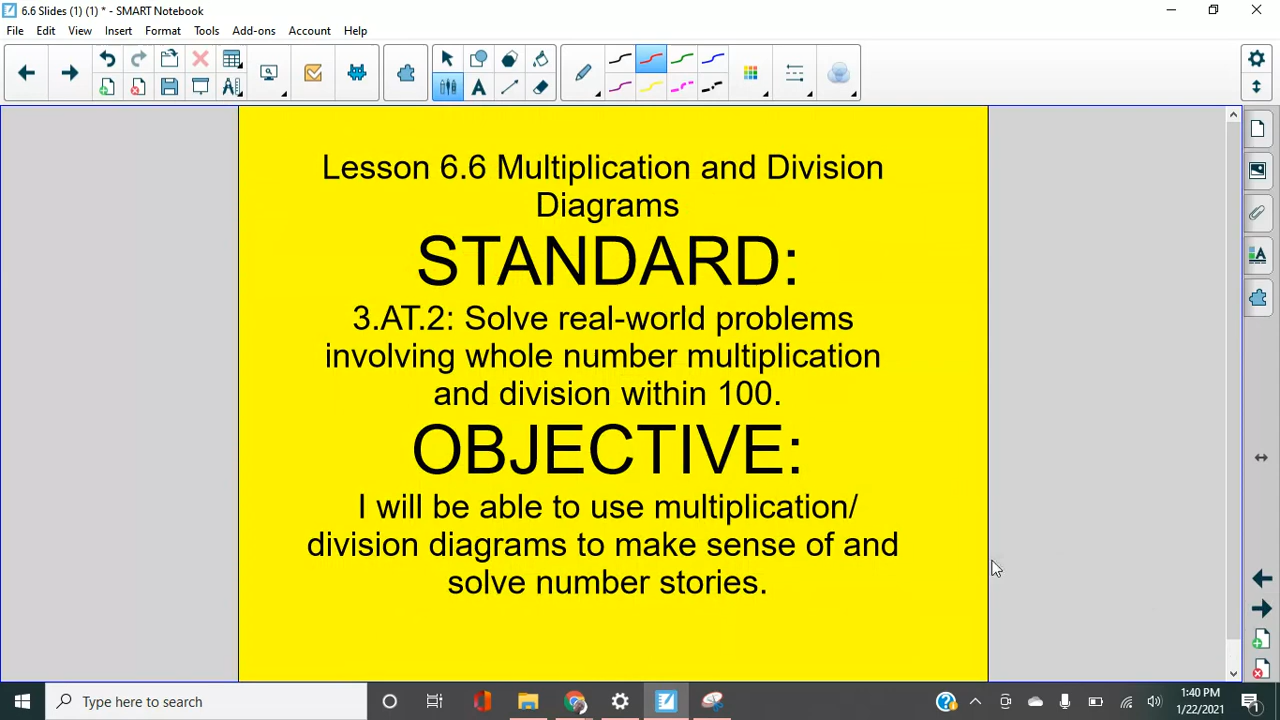 6.6 Slides (1) (1) * - SMART Notebook
File Edit View Insert Format Tools Add-ons Account Help
Lesson 6.6 Multiplication and Division
Diagrams
STANDARD:
3.AT.2: Solve real-world problems
involving whole number multiplication
and division within 100.
OBJECTIVE:
I will be able to use multiplication/
division diagrams to make sense of and
solve number stories.
Type here to search
1:40 PM
1/22/2021